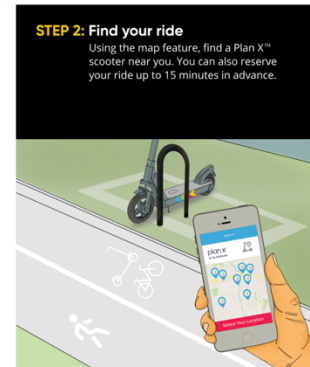 STEP 2: Find your ride
Using the map feature, find a Plan X™
scooter near you. You can also reserve
your ride up to 15 minutes in advance.
planx
Select Your Location